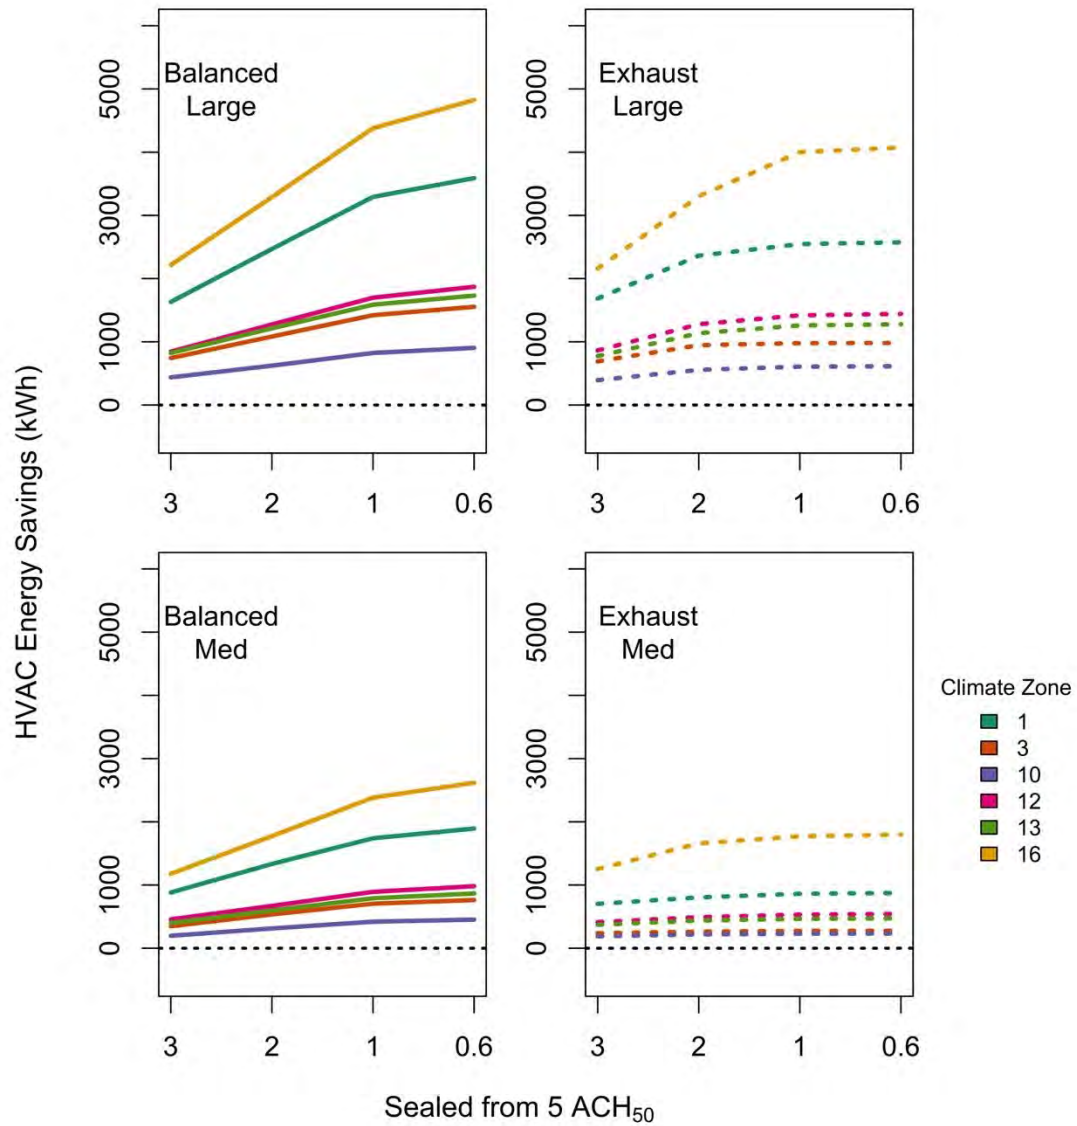 HVAC Energy Savings (kWh)
Balanced
Large
5000
3000
1000
0
3 2 1 0.6
Exhaust
Large
5000
3000
1000
0
3 2 1 0.6
Balanced
Med
5000
3000
1000
0
3 2 1 0.6
Exhaust
Med
5000
3000
1000
0
3 2 1 0.6
Climate Zone
1
3
10
12
13
16
Sealed from 5 ACH₅₀